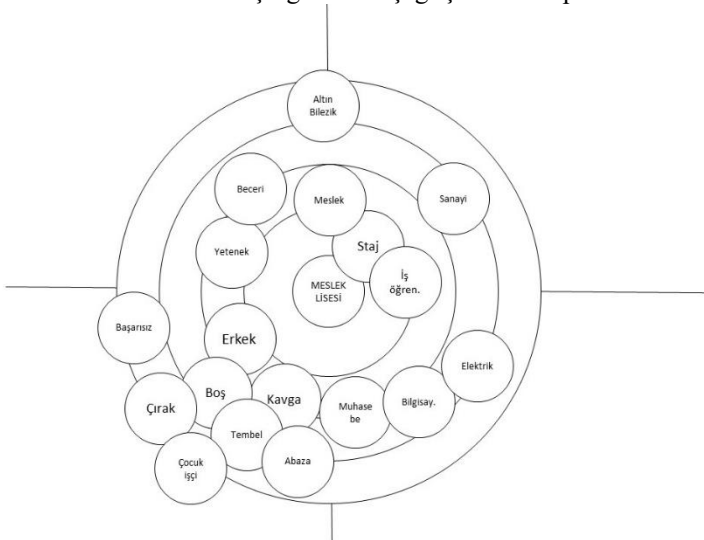 Altın
Bilezik
Beceri
Meslek
Sanayi
Yetenek
Staj
İş
öğren.
MESLEK
LİSESİ
Başarısız
Erkek
Elektrik
Boş
Kavga
Çırak
Muhase
be
Bilgisay.
Tembel
Abaza
Çocuk
işçi